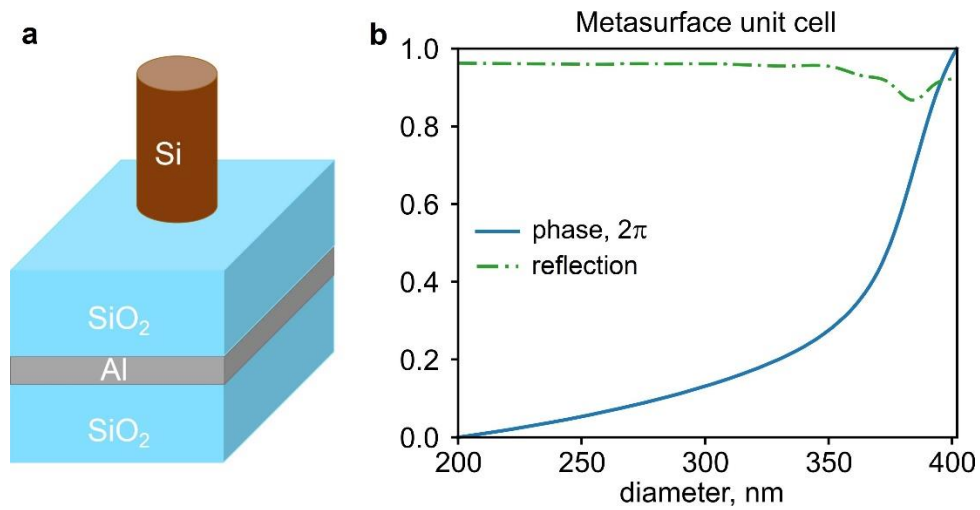 a
Si
SiO₂
Al
SiO₂
b
Metasurface unit cell
1.0
0.8
0.6
0.4
0.2
0.0
phase, 2π
reflection
200
250
300
350
400
diameter, nm